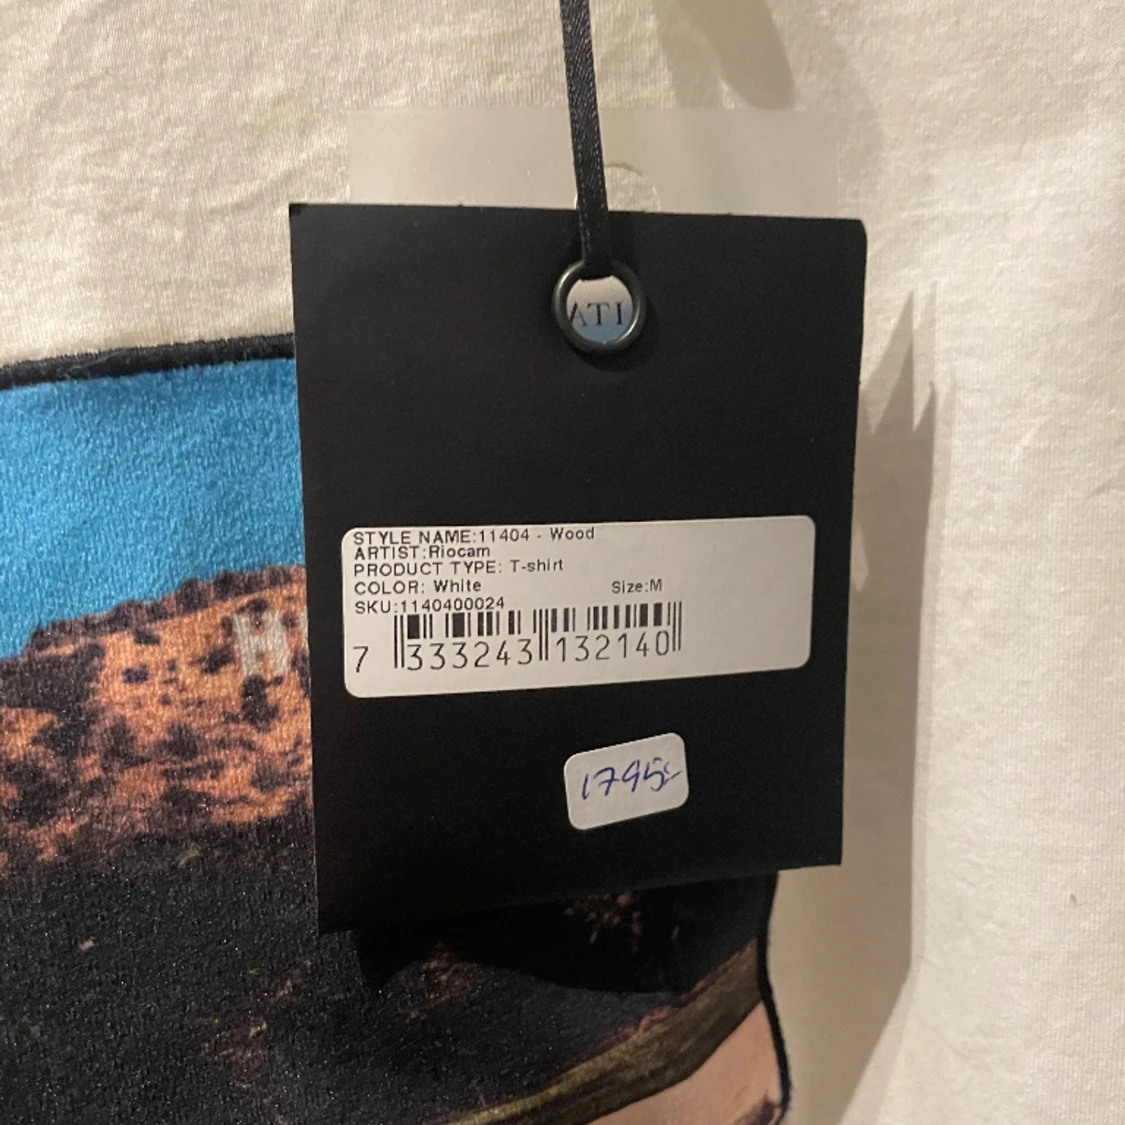 ATI
STYLE NAME:11404 - Wood
ARTIST:Riocam
PRODUCT TYPE: T-shirt
COLOR: White Size:M
SKU:1140400024
7 333243 132140
1795:-
H